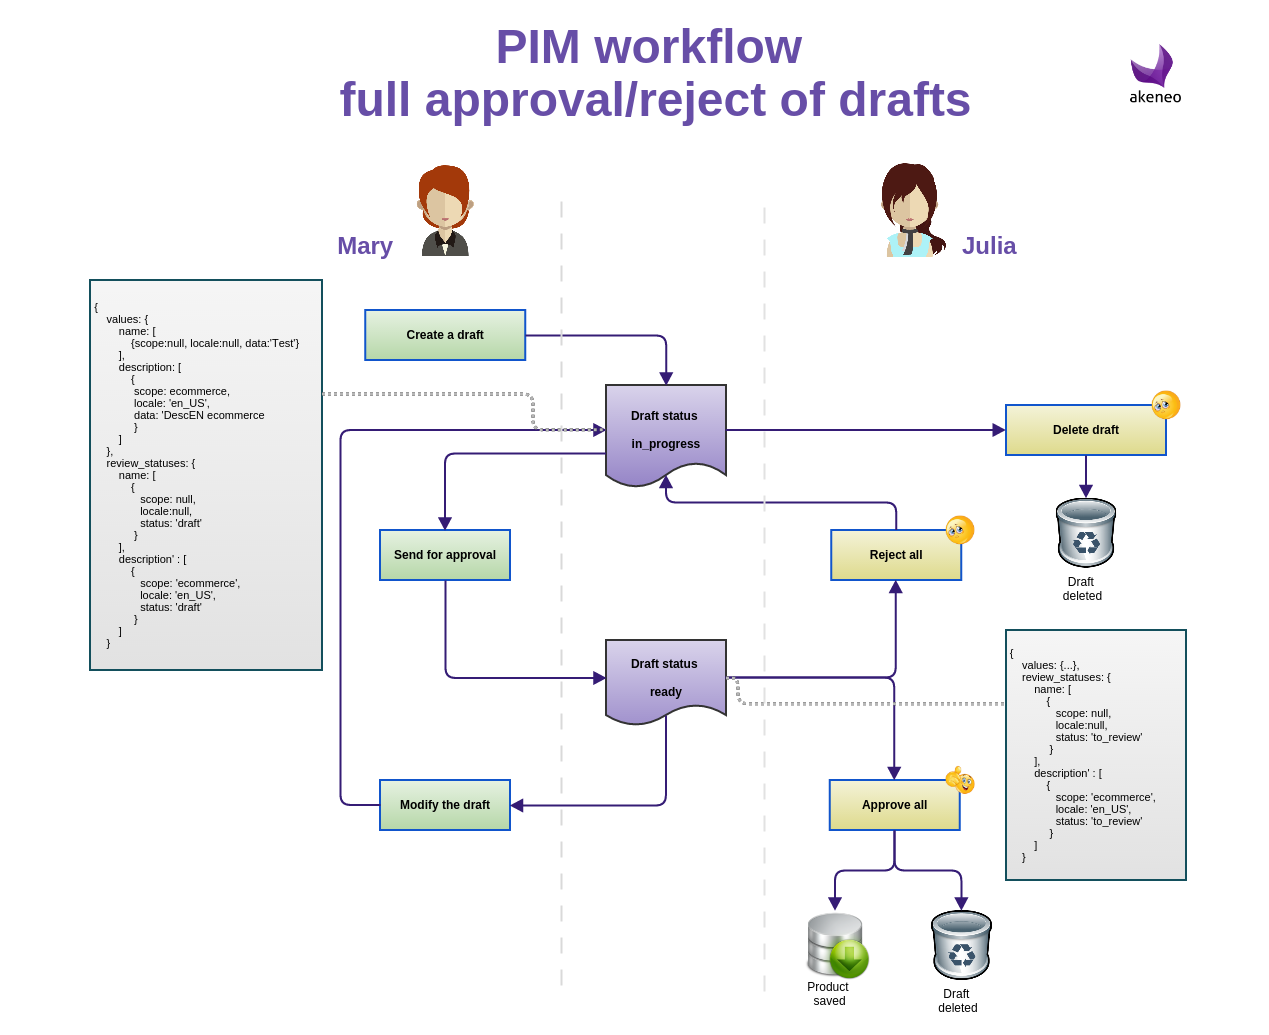 PIM workflow
full approval/reject of drafts
akeneo
Mary
Julia
{
values: {
name: [
{scope:null, locale:null, data:'Test'}
],
description: [
{
scope: ecommerce,
locale: 'en_US',
data: 'DescEN ecommerce
}
]
},
review_statuses: {
name: [
{
scope: null,
locale:null,
status: 'draft'
}
],
description' : [
{
scope: 'ecommerce',
locale: 'en_US',
status: 'draft'
}
]
}
Create a draft
Draft status
in_progress
Delete draft
Send for approval
Reject all
Draft
deleted
Draft status
ready
Modify the draft
Approve all
{
values: {...},
review_statuses: {
name: [
{
scope: null,
locale:null,
status: 'to_review'
}
],
description' : [
{
scope: 'ecommerce',
locale: 'en_US',
status: 'to_review'
}
]
}
Product
saved
Draft
deleted